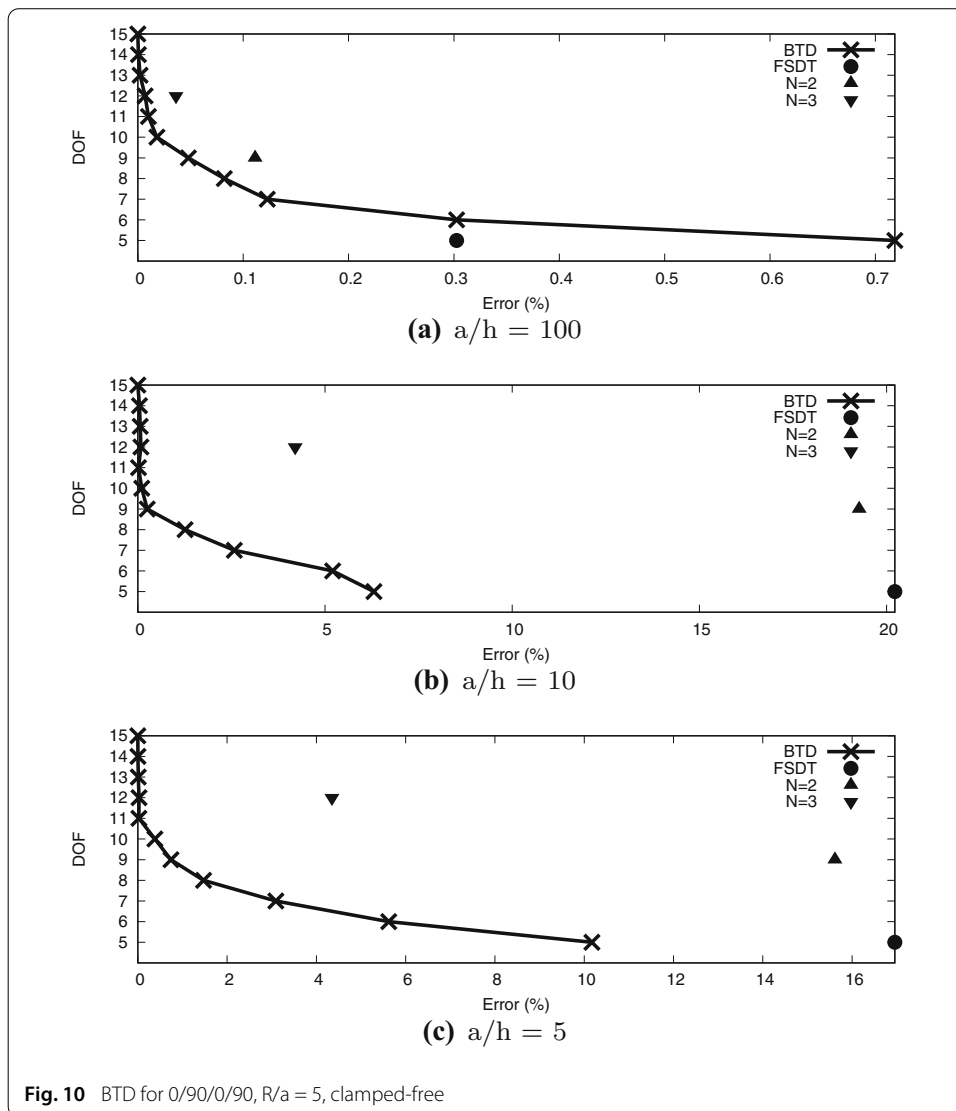 15
14
13
12
11
10
9
8
7
6
5
DOF
BTD
FSDT
N=2
N=3
0 0.1 0.2 0.3 0.4 0.5 0.6 0.7
Error (%)
(a) a/h = 100
15
14
13
12
11
10
9
8
7
6
5
DOF
BTD
FSDT
N=2
N=3
0 5 10 15 20
Error (%)
(b) a/h = 10
15
14
13
12
11
10
9
8
7
6
5
DOF
BTD
FSDT
N=2
N=3
0 2 4 6 8 10 12 14 16
Error (%)
(c) a/h = 5
Fig. 10 BTD for 0/90/0/90, R/a = 5, clamped-free